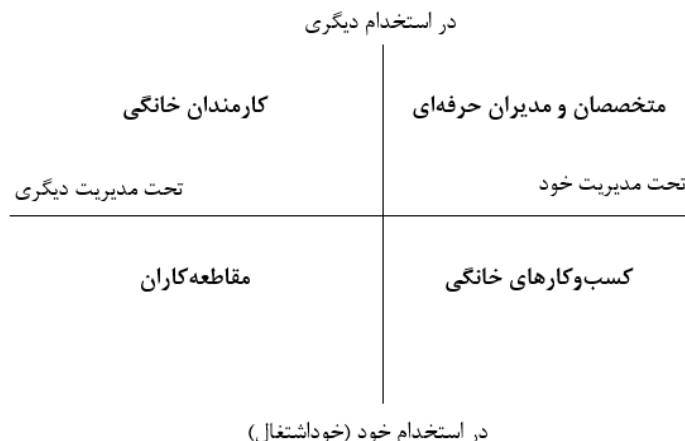 در استخدام دیگری
متخصصان و مدیران حرفه‌ای
کارمندان خانگی
تحت مدیریت خود
تحت مدیریت دیگری
کسب‌وکارهای خانگی
مقاطعه‌کاران
در استخدام خود (خوداشتغال)